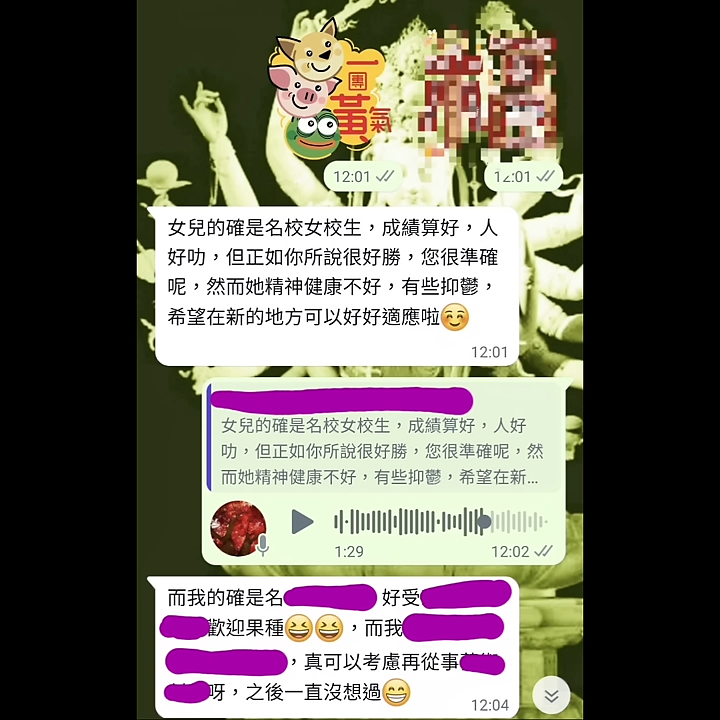 一
團
黃氣
12:01
12:01
女兒的確是名校女校生，成績算好，人
好叻，但正如你所說很好勝，您很準確
呢，然而她精神健康不好，有些抑鬱，
希望在新的地方可以好好適應啦☺️
12:01
女兒的確是名校女校生，成績算好，人好
叻，但正如你所說很好勝，您很準確呢，然
而她精神健康不好，有些抑鬱，希望在新...
1:29
12:02
而我的確是名 好受
歡迎果種😆😆，而我
，真可以考慮再從事
呀，之後一直沒想過😁
12:04